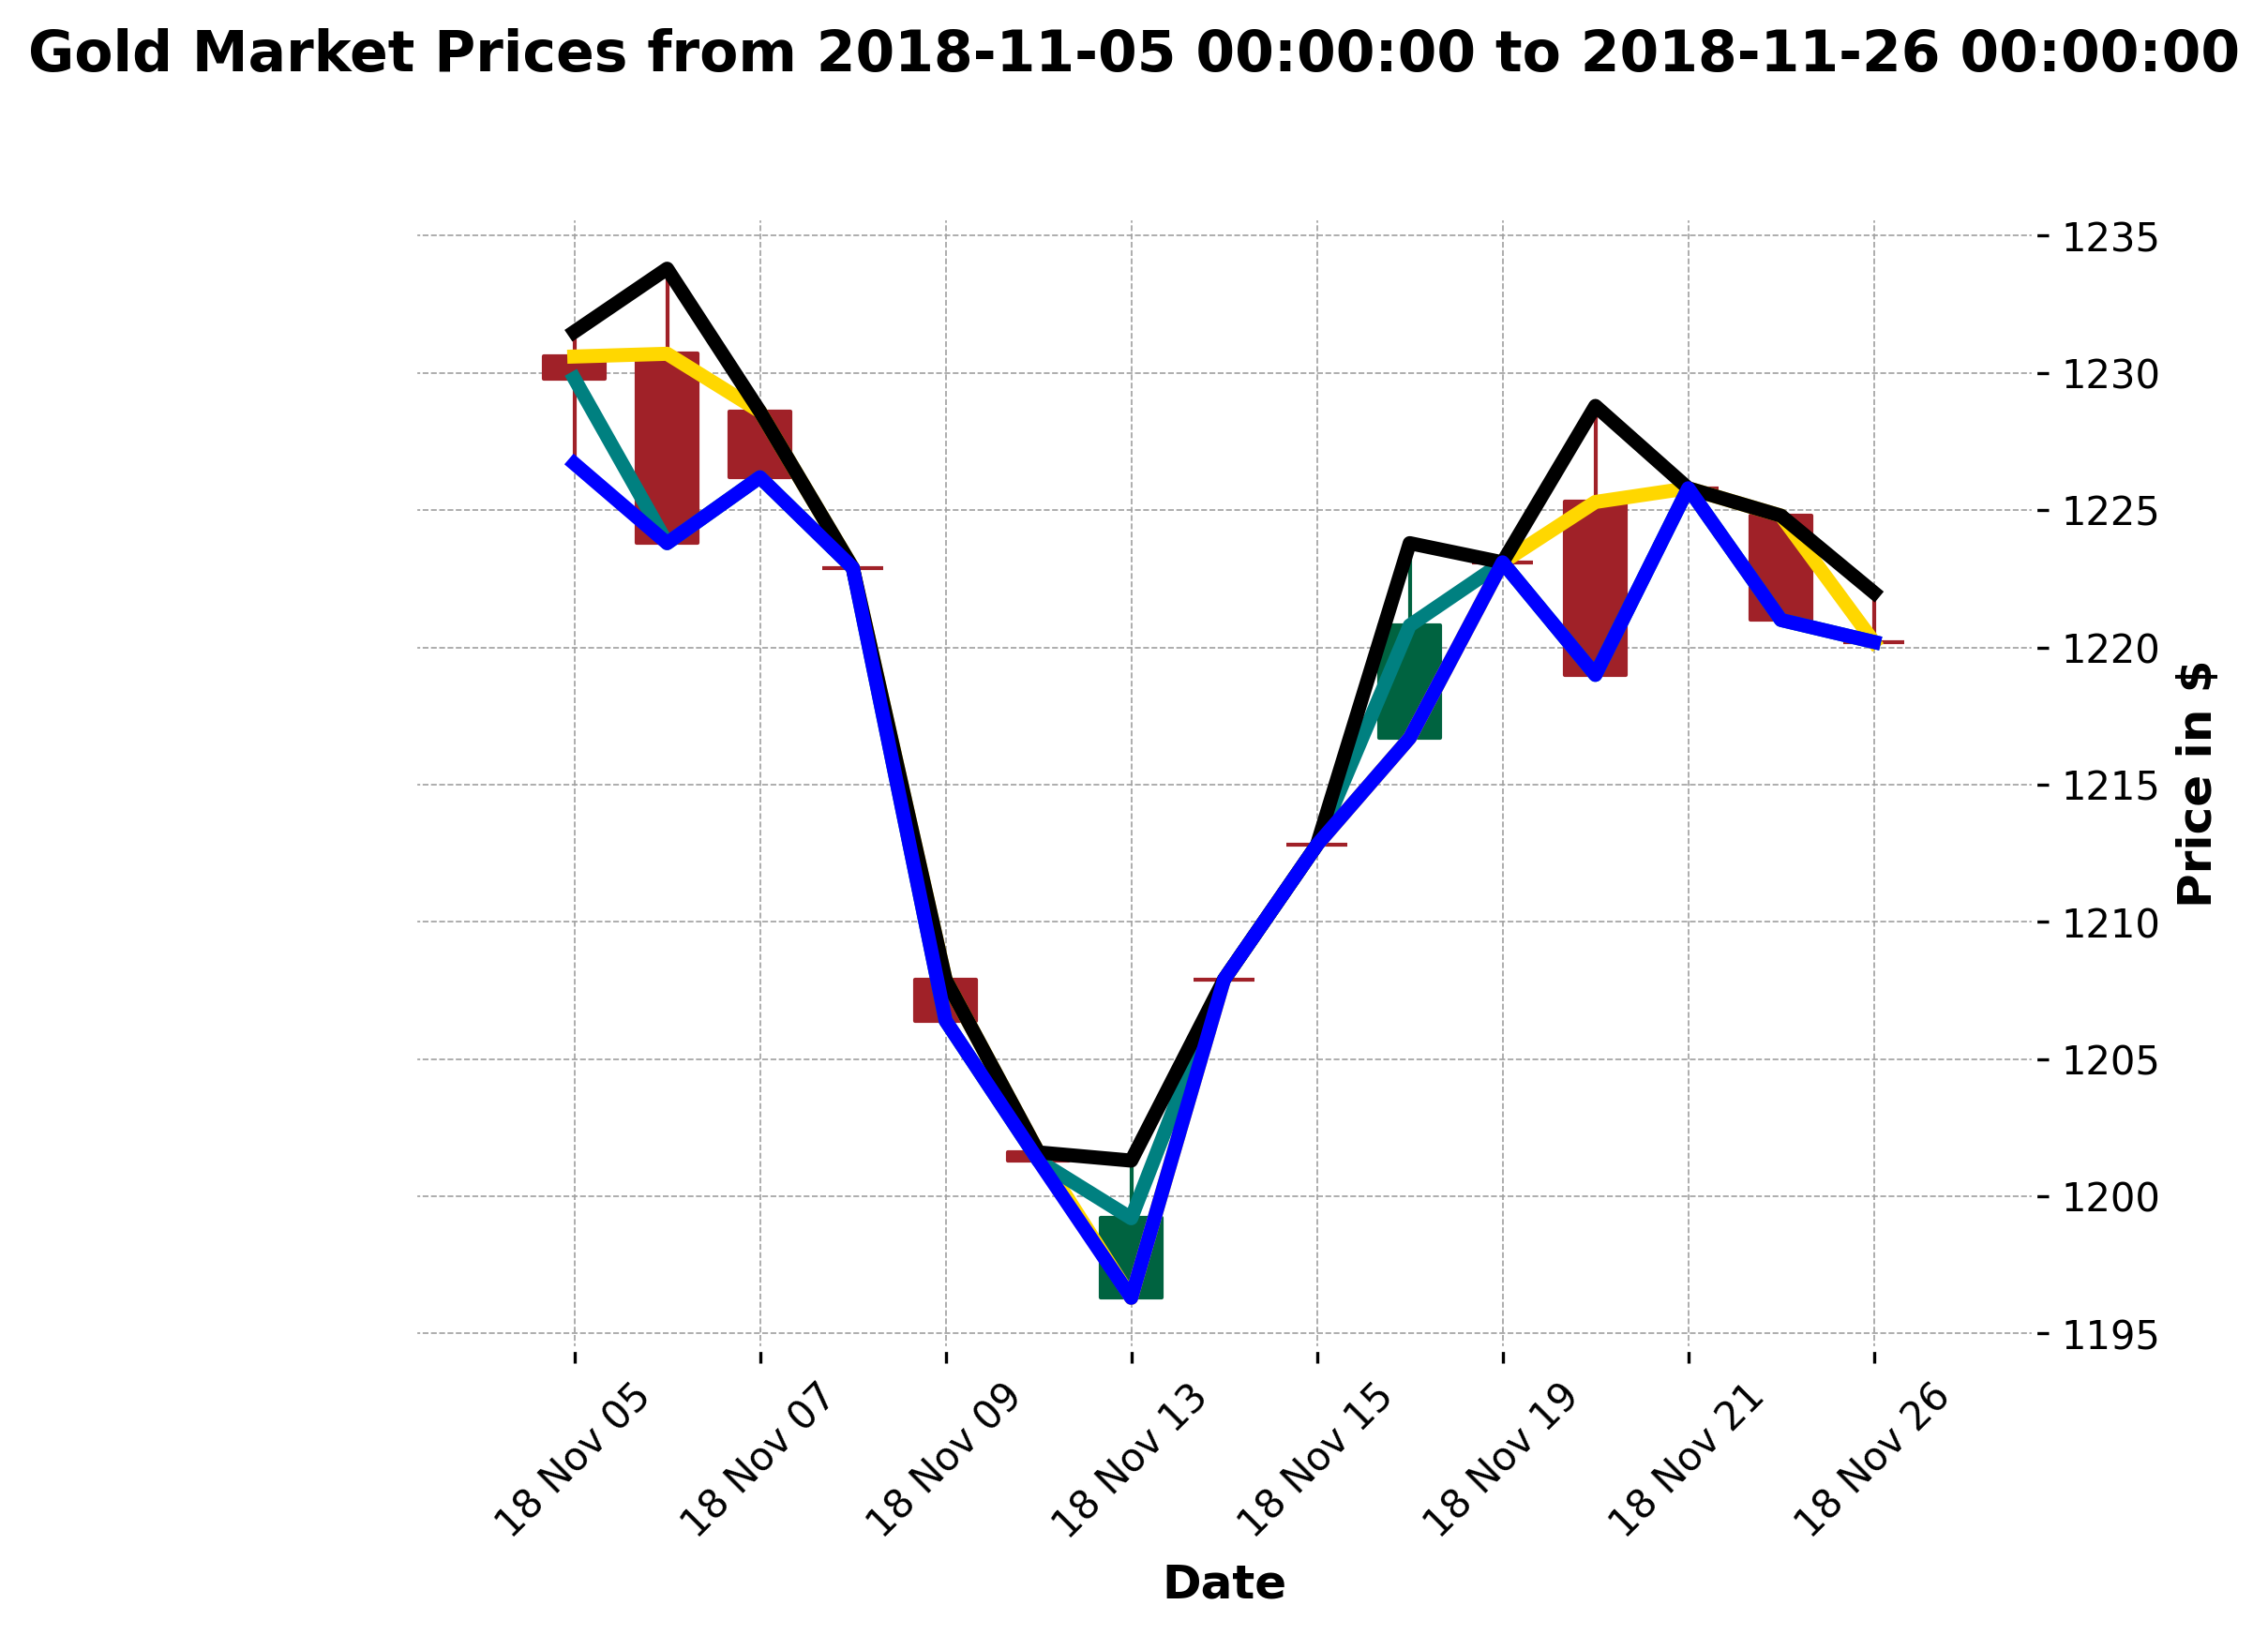 Gold Market Prices from 2018-11-05 00:00:00 to 2018-11-26 00:00:00
1235
1230
1225
1220
1215
1210
1205
1200
1195
Price in $
18 Nov 05
18 Nov 07
18 Nov 09
18 Nov 13
18 Nov 15
18 Nov 19
18 Nov 21
18 Nov 26
Date